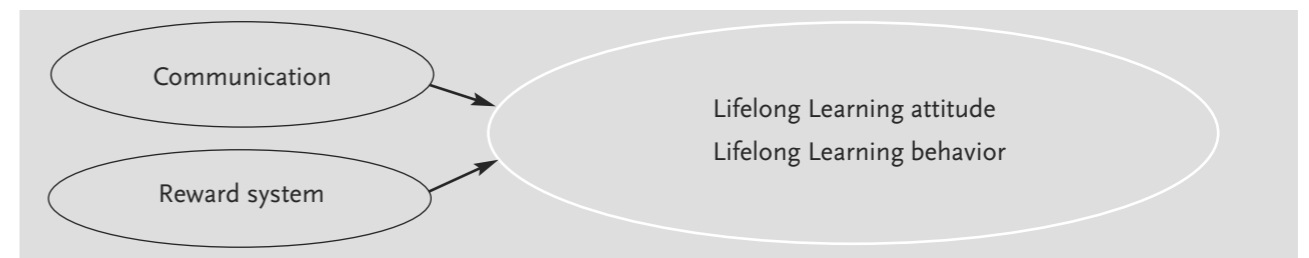 Communication
Lifelong Learning attitude
Lifelong Learning behavior
Reward system